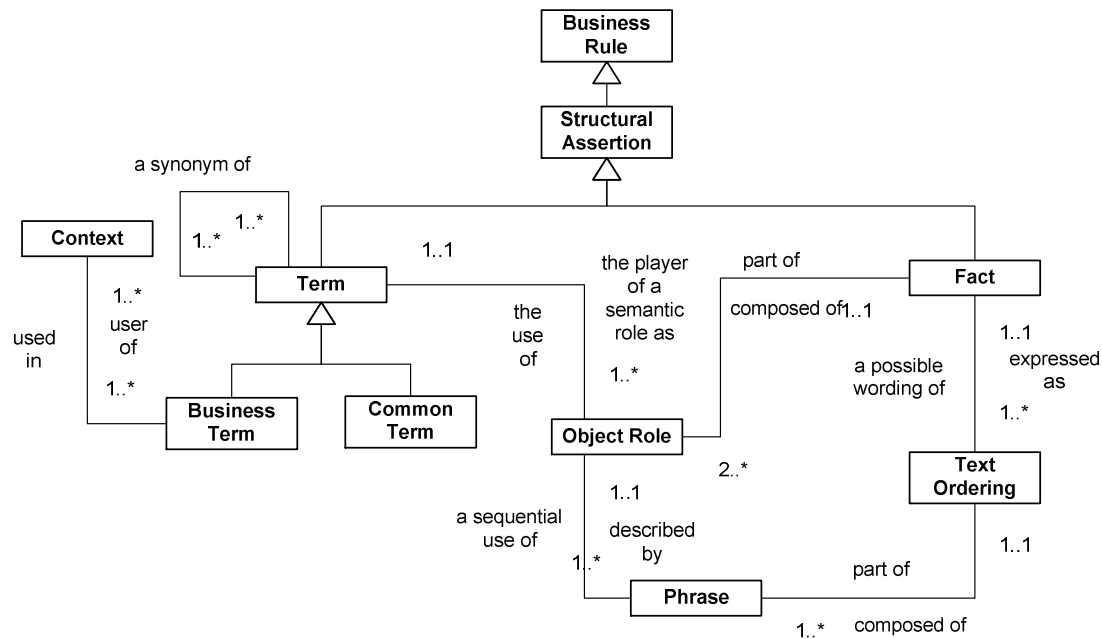 Business
Rule
Structural
Assertion
a synonym of
1..*
1..*
Context
1..1
Term
the player
of a
semantic
role as
part of
Fact
composed of
1..1
1..*
user
of
used
in
the
use
of
1..1
expressed
as
a possible
wording of
1..*
1..*
1..*
Business
Term
Common
Term
Object Role
2..*
Text
Ordering
1..1
a sequential
use of
described
by
1..*
1..1
part of
Phrase
1..*
composed of